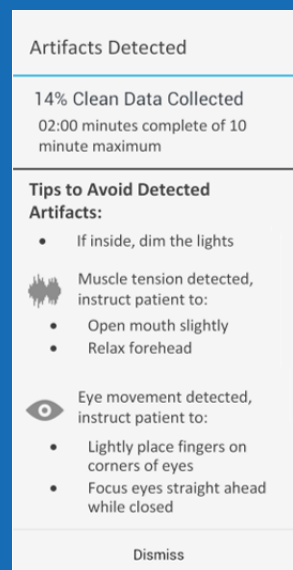 Artifacts Detected
14% Clean Data Collected
02:00 minutes complete of 10
minute maximum
Tips to Avoid Detected
Artifacts:
• If inside, dim the lights
Muscle tension detected,
instruct patient to:
• Open mouth slightly
• Relax forehead
Eye movement detected,
instruct patient to:
• Lightly place fingers on
corners of eyes
• Focus eyes straight ahead
while closed
Dismiss